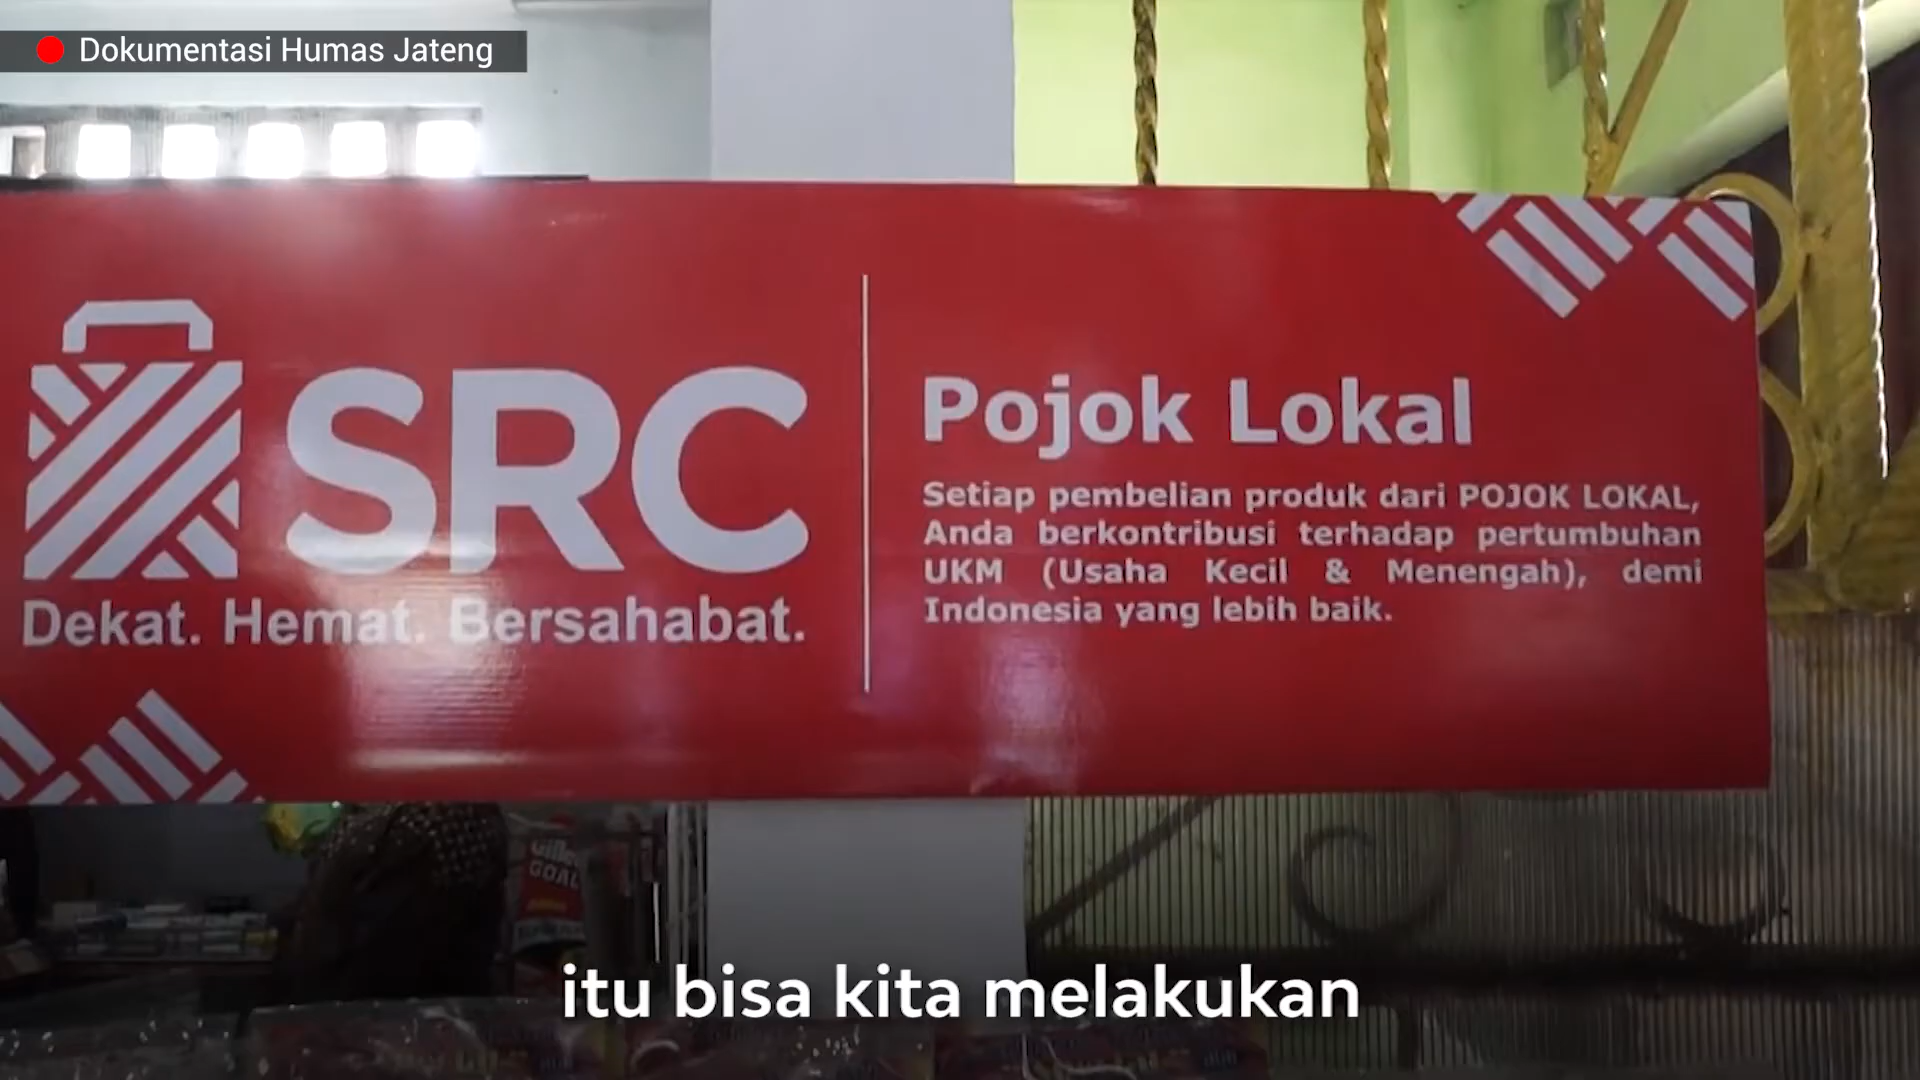 Dokumentasi Humas Jateng
SRC
Dekat. Hemat. Bersahabat.
Pojok Lokal
Setiap pembelian produk dari POJOK LOKAL,
Anda berkontribusi terhadap pertumbuhan
UKM (Usaha Kecil & Menengah), demi
Indonesia yang lebih baik.
GOAL
itu bisa kita melakukan